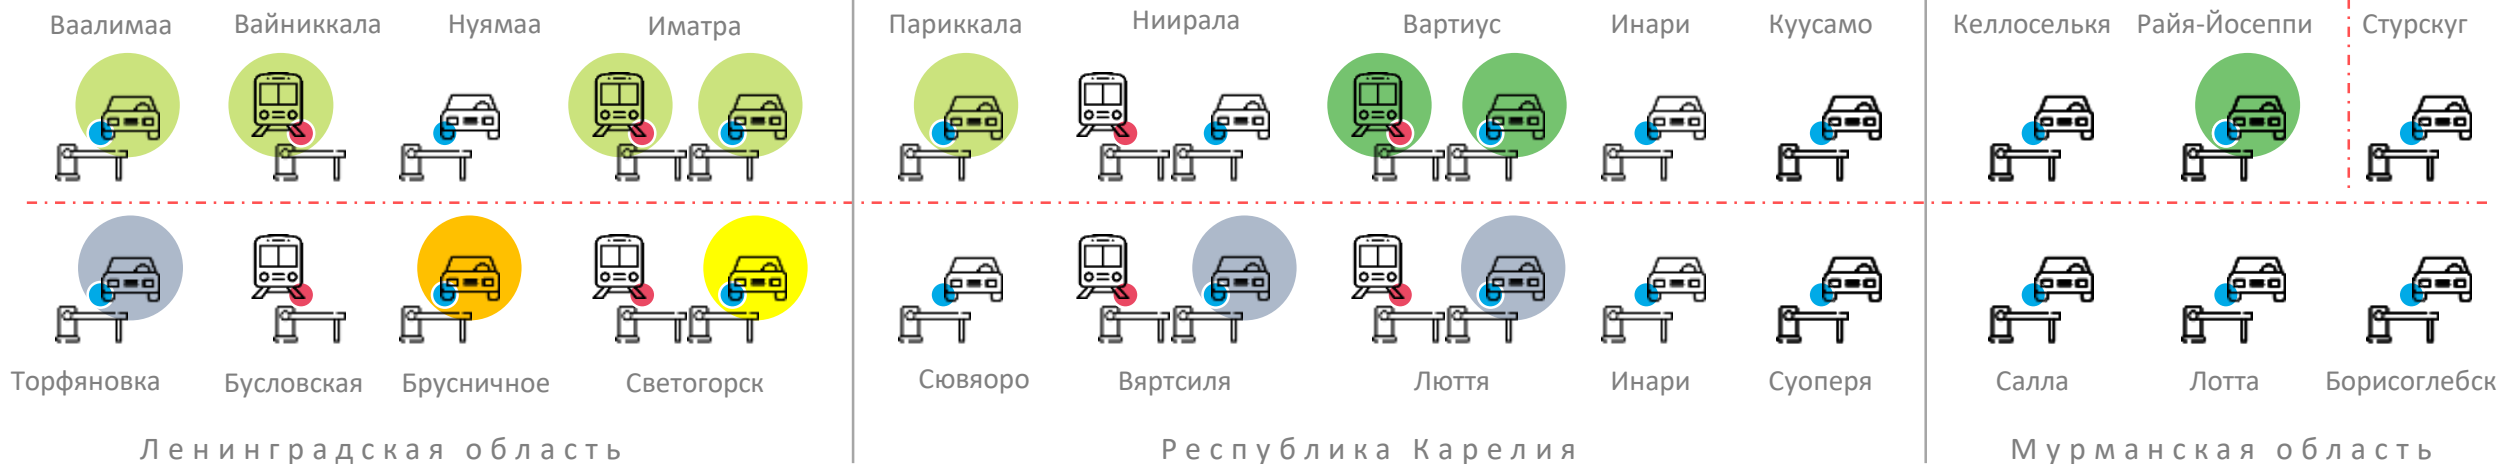 Ваалимаа Вайниккала Нуямаа Иматра Париккала Ниирала Вартиус Инари Куусамо Келлоселькя Райя-Йосеппи Стурскуг
Торфяновка Бусловская Брусничное Светогорск Сювяоро Вяртсиля Люття Инари Суоперя Салла Лотта Борисоглебск
Ленинградская область Республика Карелия Мурманская область